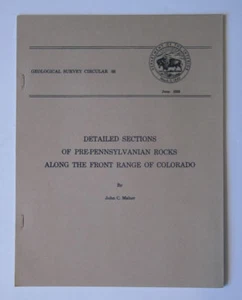 GEOLOGICAL SURVEY CIRCULAR 68
DETAILED SECTIONS
OF PRE-PENNSYLVANIAN ROCKS
ALONG THE FRONT RANGE OF COLORADO
By
John C. Maher